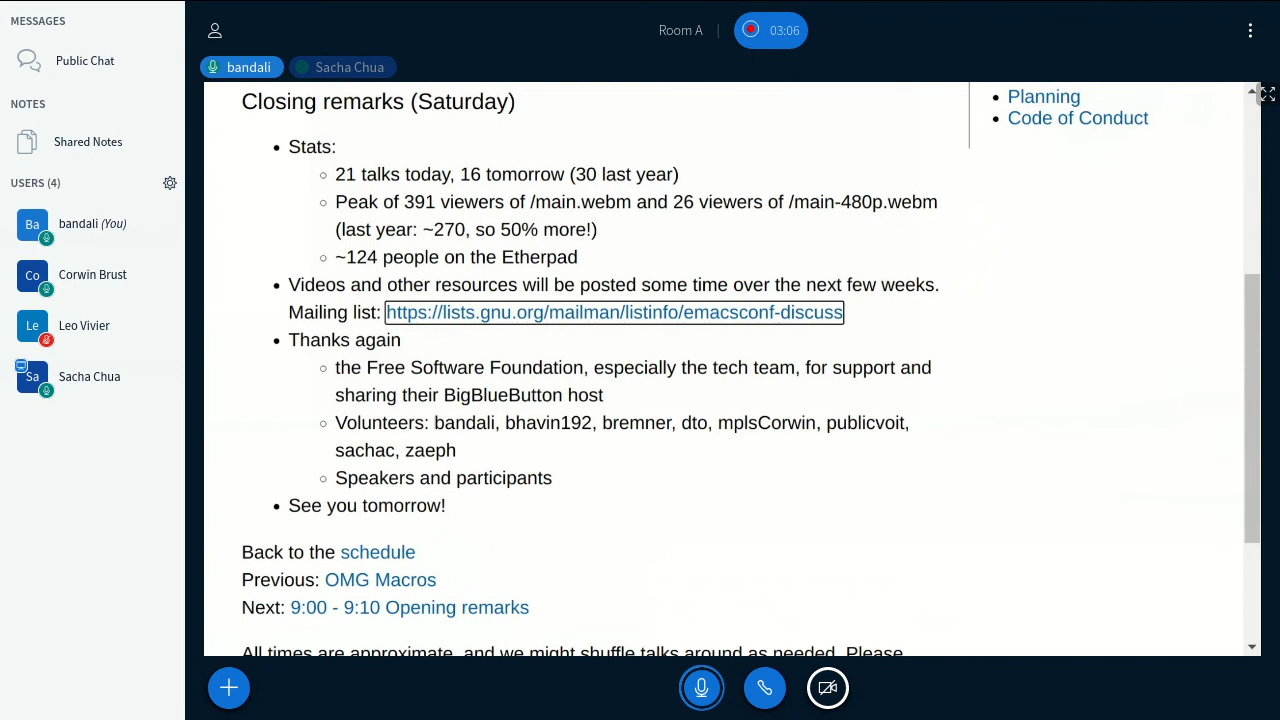 MESSAGES
Public Chat
NOTES
Shared Notes
USERS (4)
Ba bandali (You)
Co Corwin Brust
Le Leo Vivier
Sa Sacha Chua
Room A | 03:06
bandali Sacha Chua
Closing remarks (Saturday)
• Stats:
◦ 21 talks today, 16 tomorrow (30 last year)
◦ Peak of 391 viewers of /main.webm and 26 viewers of /main-480p.webm
(last year: ~270, so 50% more!)
◦ ~124 people on the Etherpad
• Videos and other resources will be posted some time over the next few weeks.
Mailing list: https://lists.gnu.org/mailman/listinfo/emacsconf-discuss
• Thanks again
◦ the Free Software Foundation, especially the tech team, for support and
sharing their BigBlueButton host
◦ Volunteers: bandali, bhavin192, bremner, dto, mplsCorwin, publicvoit,
sachac, zaeph
◦ Speakers and participants
• See you tomorrow!
Back to the schedule
Previous: OMG Macros
Next: 9:00 - 9:10 Opening remarks
All times are approximate, and we might shuffle talks around as needed. Please
• Planning
• Code of Conduct